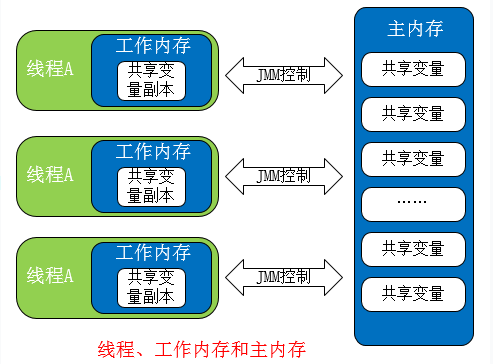 线程A
工作内存
共享变
量副本
JMM控制
线程A
工作内存
共享变
量副本
JMM控制
线程A
工作内存
共享变
量副本
JMM控制
主内存
共享变量
共享变量
共享变量
……
共享变量
共享变量
线程、工作内存和主内存